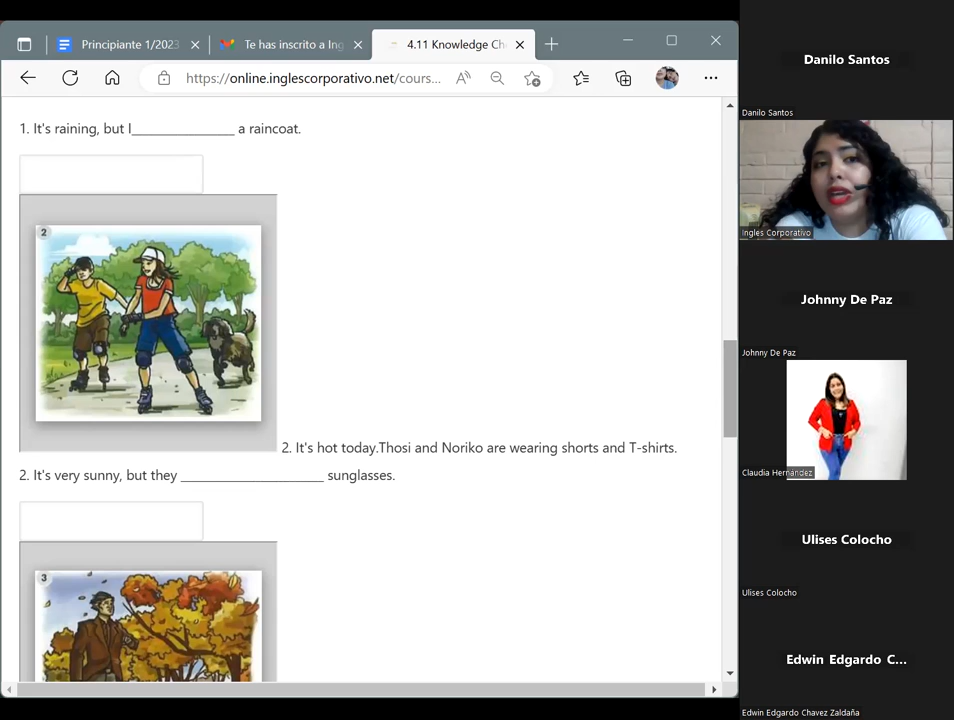 Principiante 1/2023
Te has inscrito a Ing
4.11 Knowledge Ch
https://online.inglescorporativo.net/cours...
1. It's raining, but I_______________ a raincoat.
2
2. It's hot today.Thosi and Noriko are wearing shorts and T-shirts.
2. It's very sunny, but they _____________________ sunglasses.
3
Danilo Santos
Danilo Santos
Ingles Corporativo
Johnny De Paz
Johnny De Paz
Claudia Hernández
Ulises Colocho
Ulises Colocho
Edwin Edgardo C...
Edwin Edgardo Chavez Zaldaña